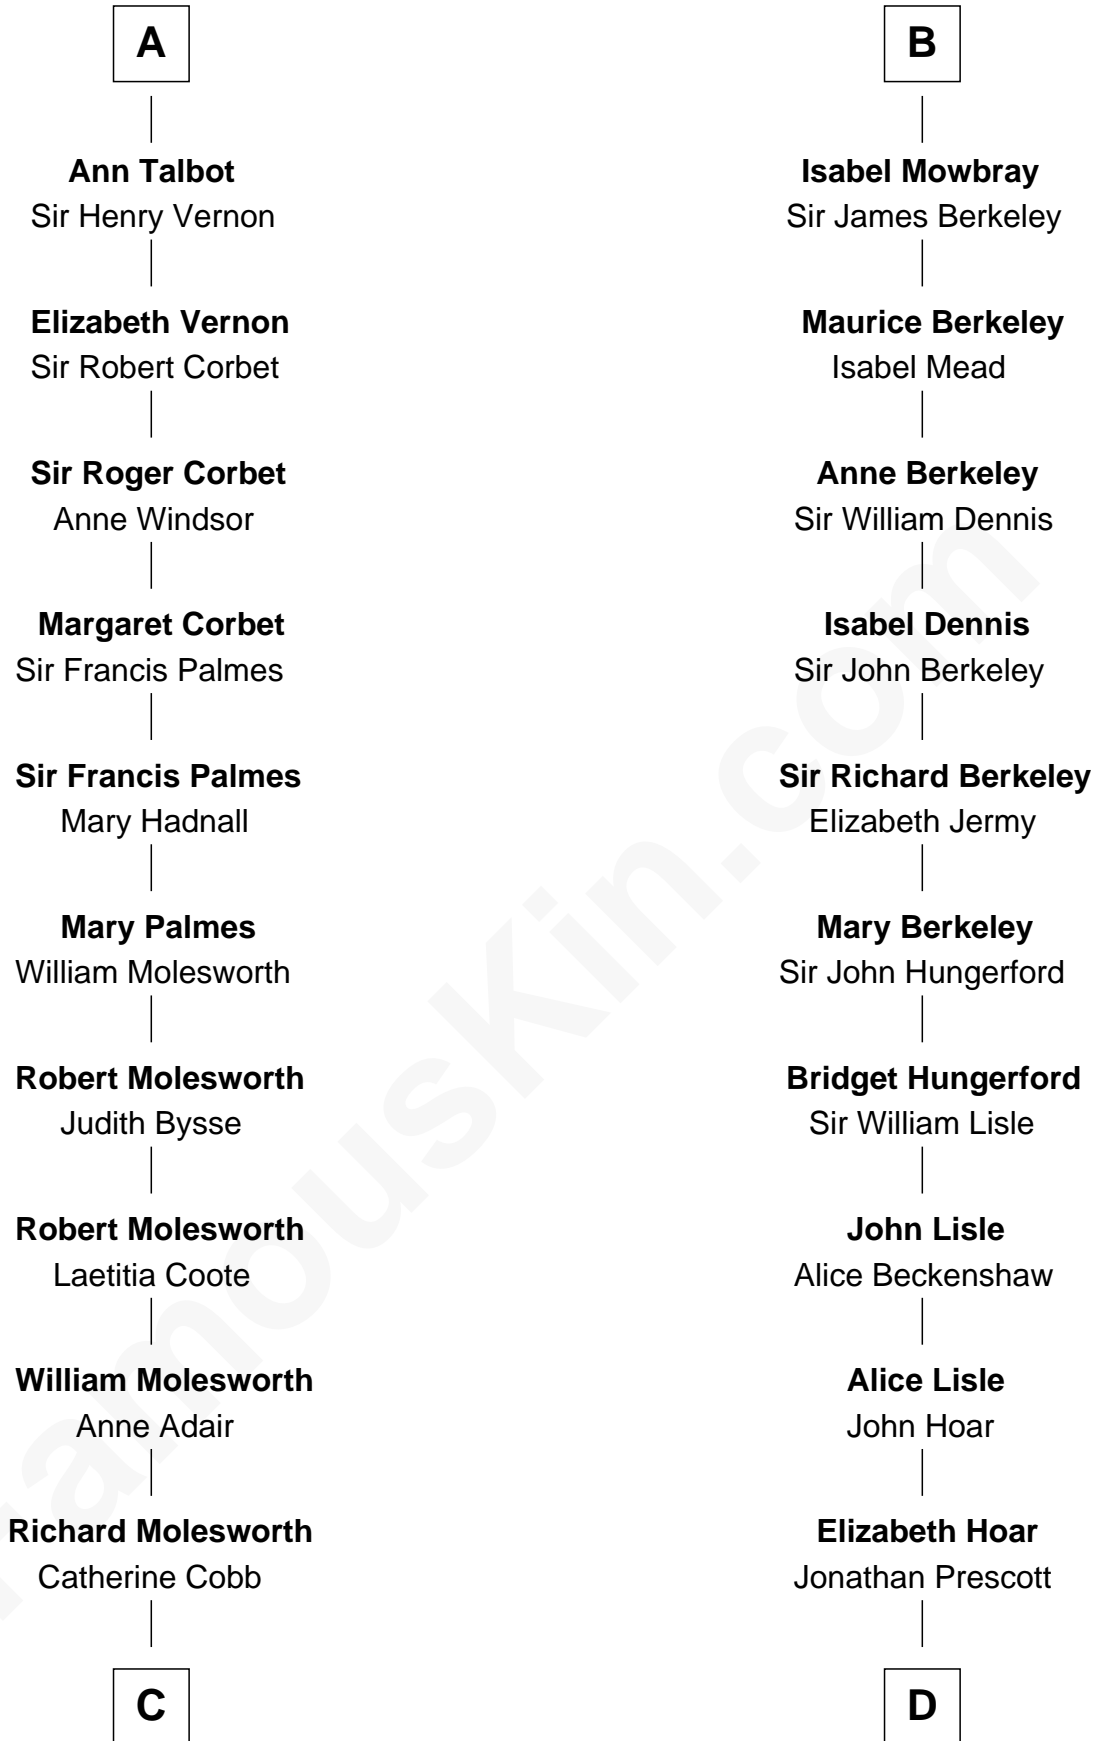 A
Ann Talbot
Sir Henry Vernon
Elizabeth Vernon
Sir Robert Corbet
Sir Roger Corbet
Anne Windsor
Margaret Corbet
Sir Francis Palmes
Sir Francis Palmes
Mary Hadnall
Mary Palmes
William Molesworth
Robert Molesworth
Judith Bysse
Robert Molesworth
Laetitia Coote
William Molesworth
Anne Adair
Richard Molesworth
Catherine Cobb
C
B
Isabel Mowbray
Sir James Berkeley
Maurice Berkeley
Isabel Mead
Anne Berkeley
Sir William Dennis
Isabel Dennis
Sir John Berkeley
Sir Richard Berkeley
Elizabeth Jermy
Mary Berkeley
Sir John Hungerford
Bridget Hungerford
Sir William Lisle
John Lisle
Alice Beckenshaw
Alice Lisle
John Hoar
Elizabeth Hoar
Jonathan Prescott
D
FamousKin.com